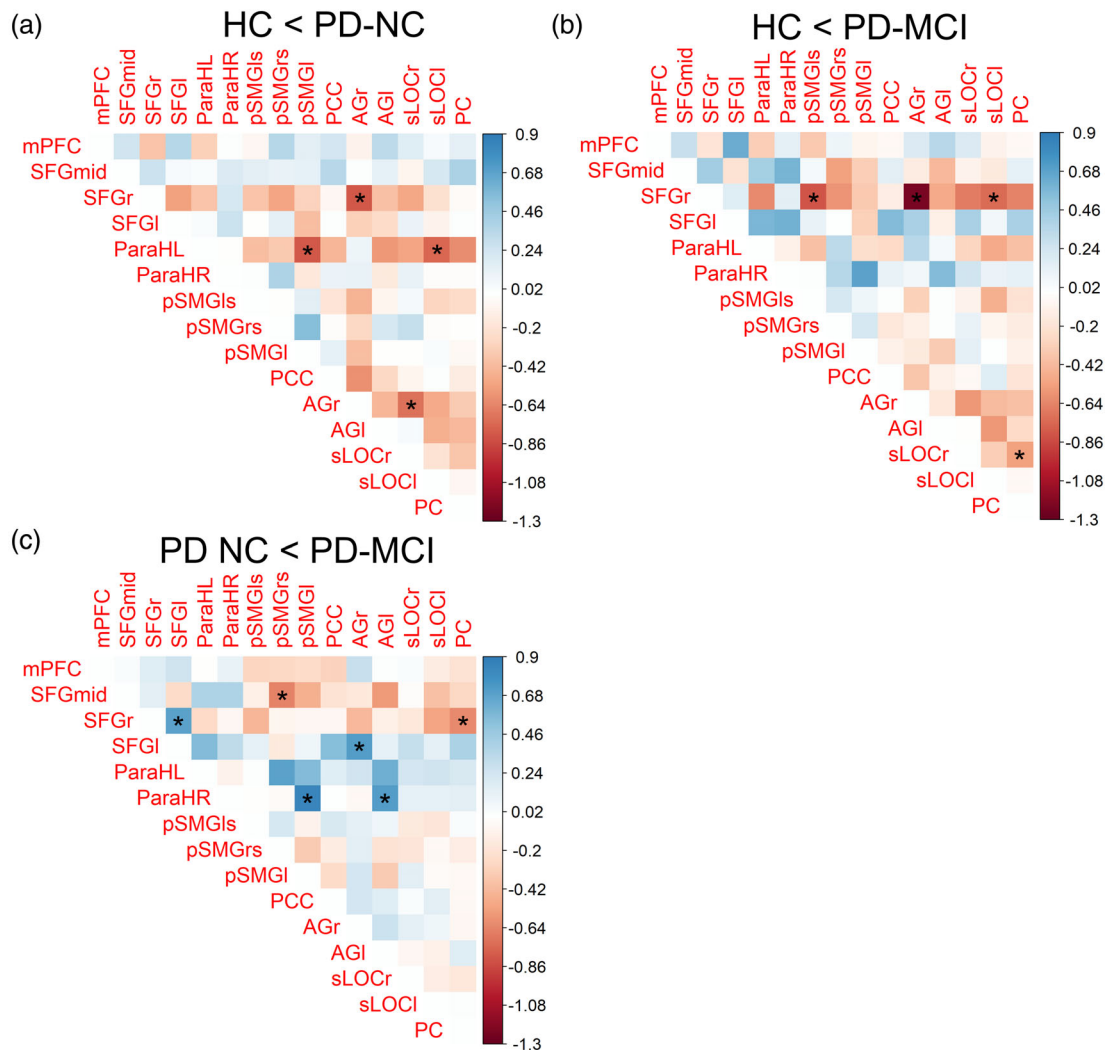 (a) HC < PD-NC
mPFC SFGmid SFGr SFGl ParaHL ParaHR pSMGls pSMGrs pSMGl PCC AGr AGl sLOCr sLOCl PC
mPFC
SFGmid
SFGr *
SFGl
ParaHL * *
ParaHR
pSMGls
pSMGrs
pSMGl
PCC
AGr *
AGl
sLOCr
sLOCl
PC
0.9
0.68
0.46
0.24
0.02
-0.2
-0.42
-0.64
-0.86
-1.08
-1.3
(b) HC < PD-MCI
mPFC SFGmid SFGr SFGl ParaHL ParaHR pSMGls pSMGrs pSMGl PCC AGr AGl sLOCr sLOCl PC
mPFC
SFGmid
SFGr * * *
SFGl
ParaHL
ParaHR
pSMGls
pSMGrs
pSMGl
PCC
AGr
AGl
sLOCr *
sLOCl
PC
0.9
0.68
0.46
0.24
0.02
-0.2
-0.42
-0.64
-0.86
-1.08
-1.3
(c) PD NC < PD-MCI
mPFC SFGmid SFGr SFGl ParaHL ParaHR pSMGls pSMGrs pSMGl PCC AGr AGl sLOCr sLOCl PC
mPFC
SFGmid *
SFGr * *
SFGl *
ParaHL
ParaHR * *
pSMGls
pSMGrs
pSMGl
PCC
AGr
AGl
sLOCr
sLOCl
PC
0.9
0.68
0.46
0.24
0.02
-0.2
-0.42
-0.64
-0.86
-1.08
-1.3